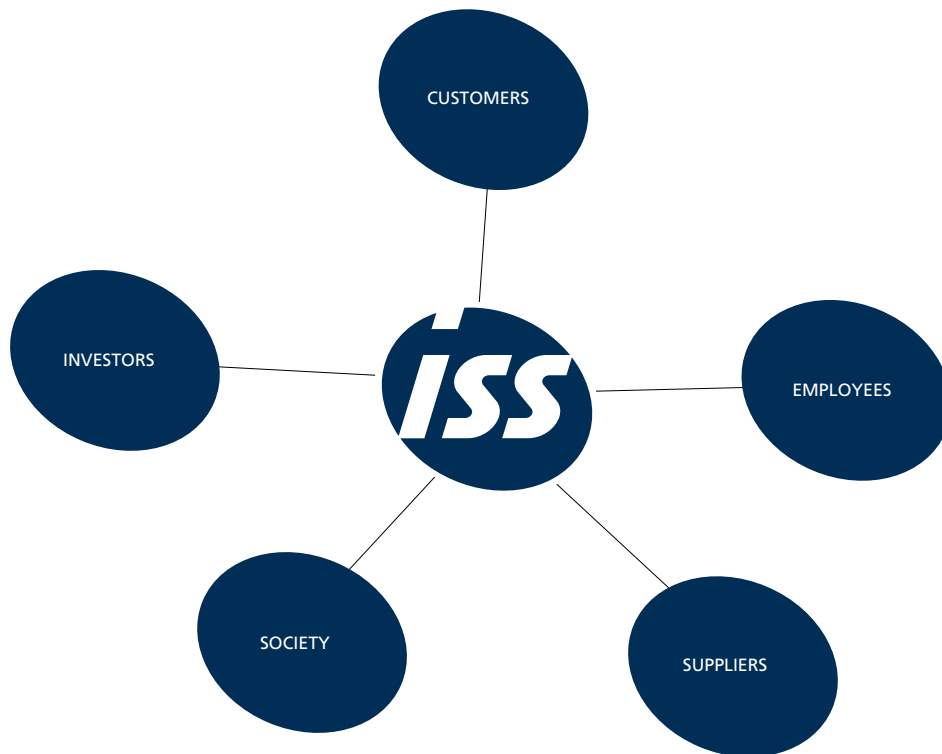 CUSTOMERS
INVESTORS
ISS
EMPLOYEES
SOCIETY
SUPPLIERS